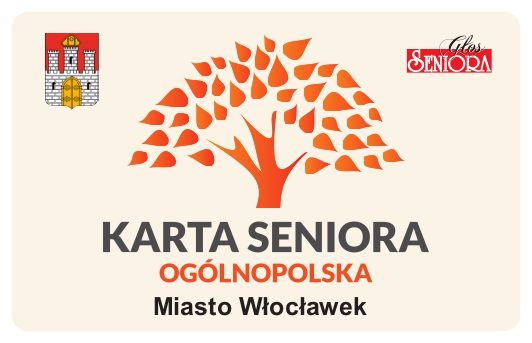 Głos
SENIORA
KARTA SENIORA
OGÓLNOPOLSKA
Miasto Włocławek